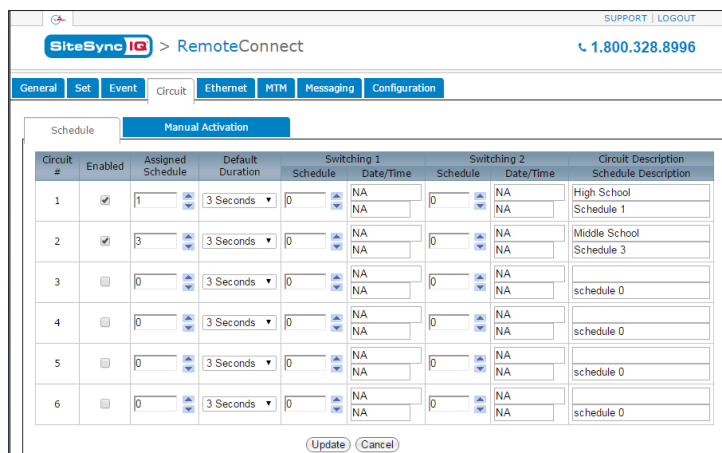 SUPPORT | LOGOUT
SiteSync IQ > RemoteConnect
1.800.328.8996
General Set Event Circuit Ethernet MTM Messaging Configuration
Schedule Manual Activation
Circuit # Enabled Assigned Schedule Default Duration Switching 1 Switching 2 Circuit Description
Schedule Date/Time Schedule Date/Time Schedule Description
NA NA High School
1 1 3 Seconds 0 0
NA NA Schedule 1
NA NA Middle School
2 3 3 Seconds 0 0
NA NA Schedule 3
NA NA
3 0 3 Seconds 0 0
NA NA schedule 0
NA NA
4 0 3 Seconds 0 0
NA NA schedule 0
NA NA
5 0 3 Seconds 0 0
NA NA schedule 0
NA NA
6 0 3 Seconds 0 0
NA NA schedule 0
Update Cancel